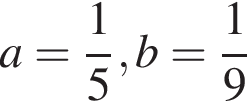 a = 1/5, b = 1/9